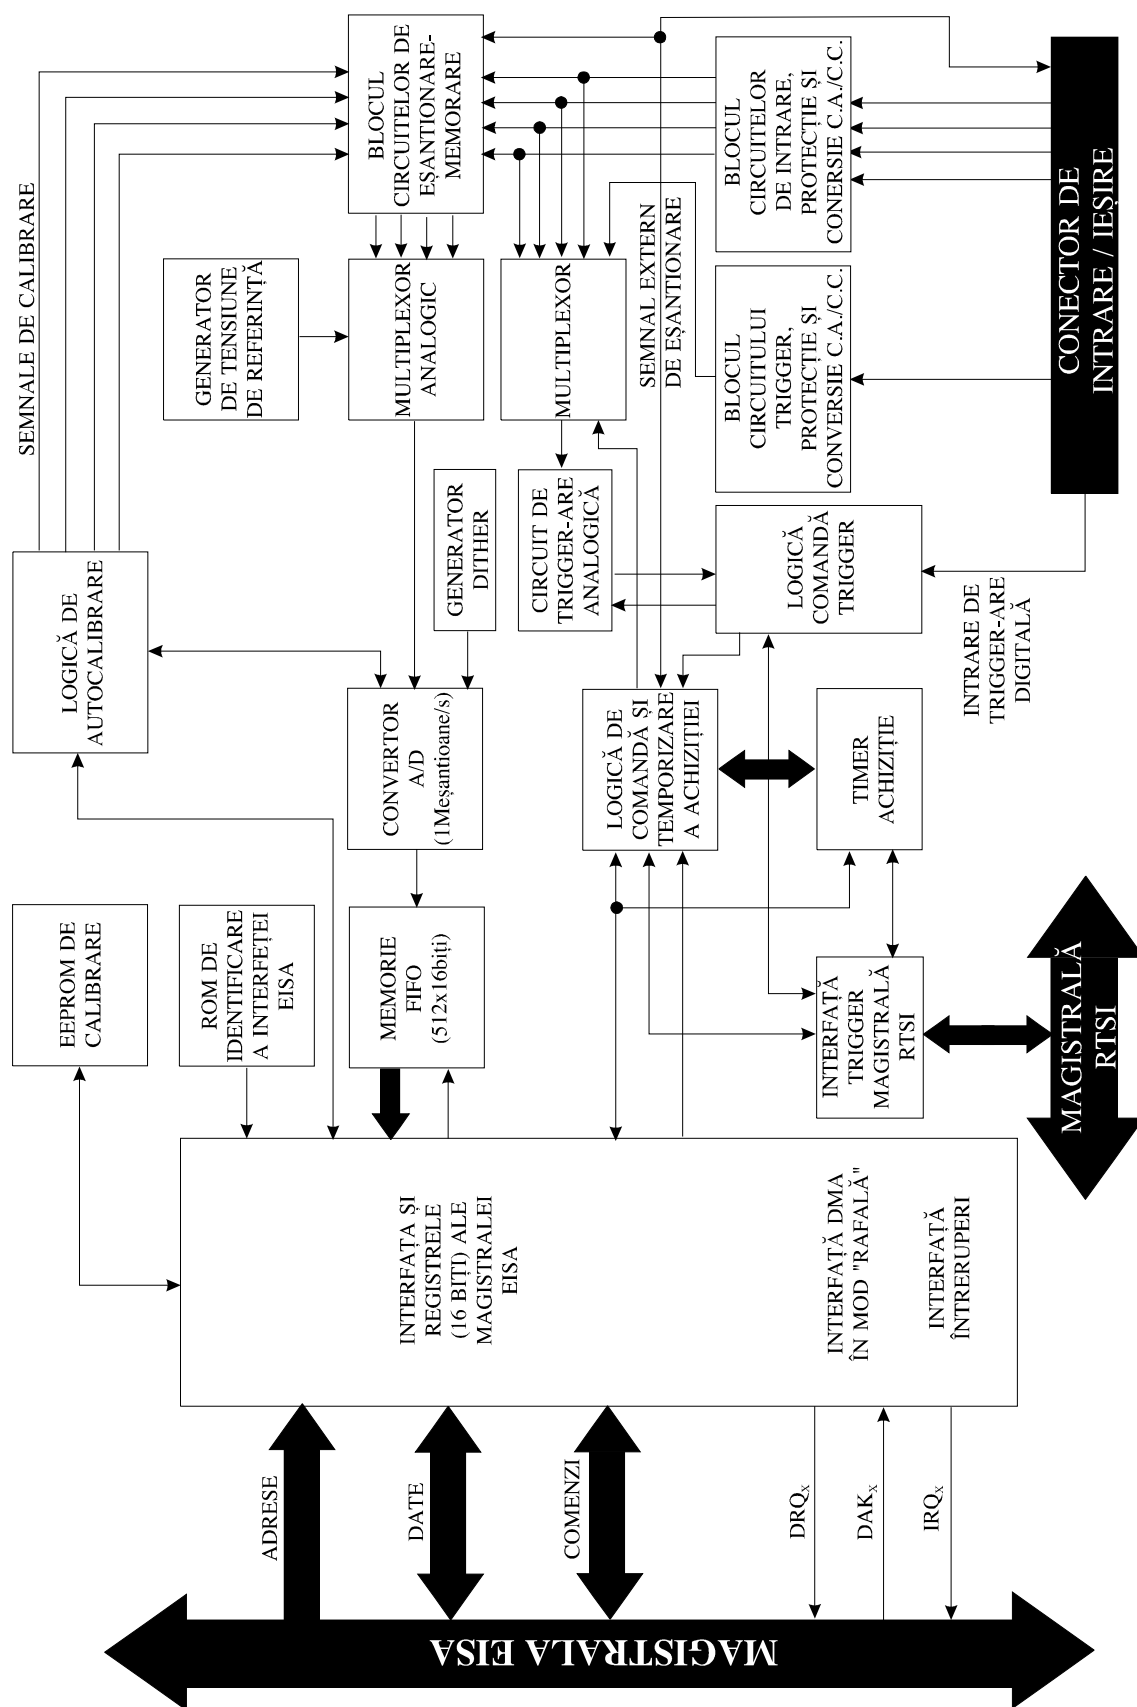 SEMNALE DE CALIBRARE
BLOCUL
CIRCUITELOR DE
EȘANTIONARE-
MEMORARE
BLOCUL
CIRCUITELOR
DE INTRARE,
PROTECȚIE ȘI
CONERSIE C.A./C.C.
CONECTOR DE
INTRARE / IEȘIRE
GENERATOR
DE TENSIUNE
DE REFERINȚĂ
MULTIPLEXOR
ANALOGIC
MULTIPLEXOR
SEMNAL EXTERN
DE EȘANTIONARE
BLOCUL
CIRCUITULUI
TRIGGER,
PROTECȚIE ȘI
CONVERSIE C.A./C.C.
LOGICĂ DE
AUTOCALIBRARE
GENERATOR
DITHER
CIRCUIT DE
TRIGGER-ARE
ANALOGICĂ
LOGICĂ
COMANDĂ
TRIGGER
INTRARE DE
TRIGGER-ARE
DIGITALĂ
CONVERTOR
A/D
(1Meșantioane/s)
LOGICĂ DE
COMANDĂ ȘI
TEMPORIZARE
A ACHIZIȚIEI
TIMER
ACHIZIȚIE
EEPROM DE
CALIBRARE
ROM DE
IDENTIFICARE
A INTERFEȚEI
EISA
MEMORIE
FIFO
(512x16biți)
INTERFAȚĂ
TRIGGER
MAGISTRALĂ
RTSI
MAGISTRALĂ
RTSI
INTERFAȚA ȘI
REGISTRELE
(16 BIȚI) ALE
MAGISTRALEI
EISA
INTERFAȚĂ DMA
ÎN MOD "RAFALĂ"
INTERFAȚĂ
ÎNTRERUPERI
ADRESE
DATE
COMENZI
DRQX
DAKX
IRQX
MAGISTRALA EISA